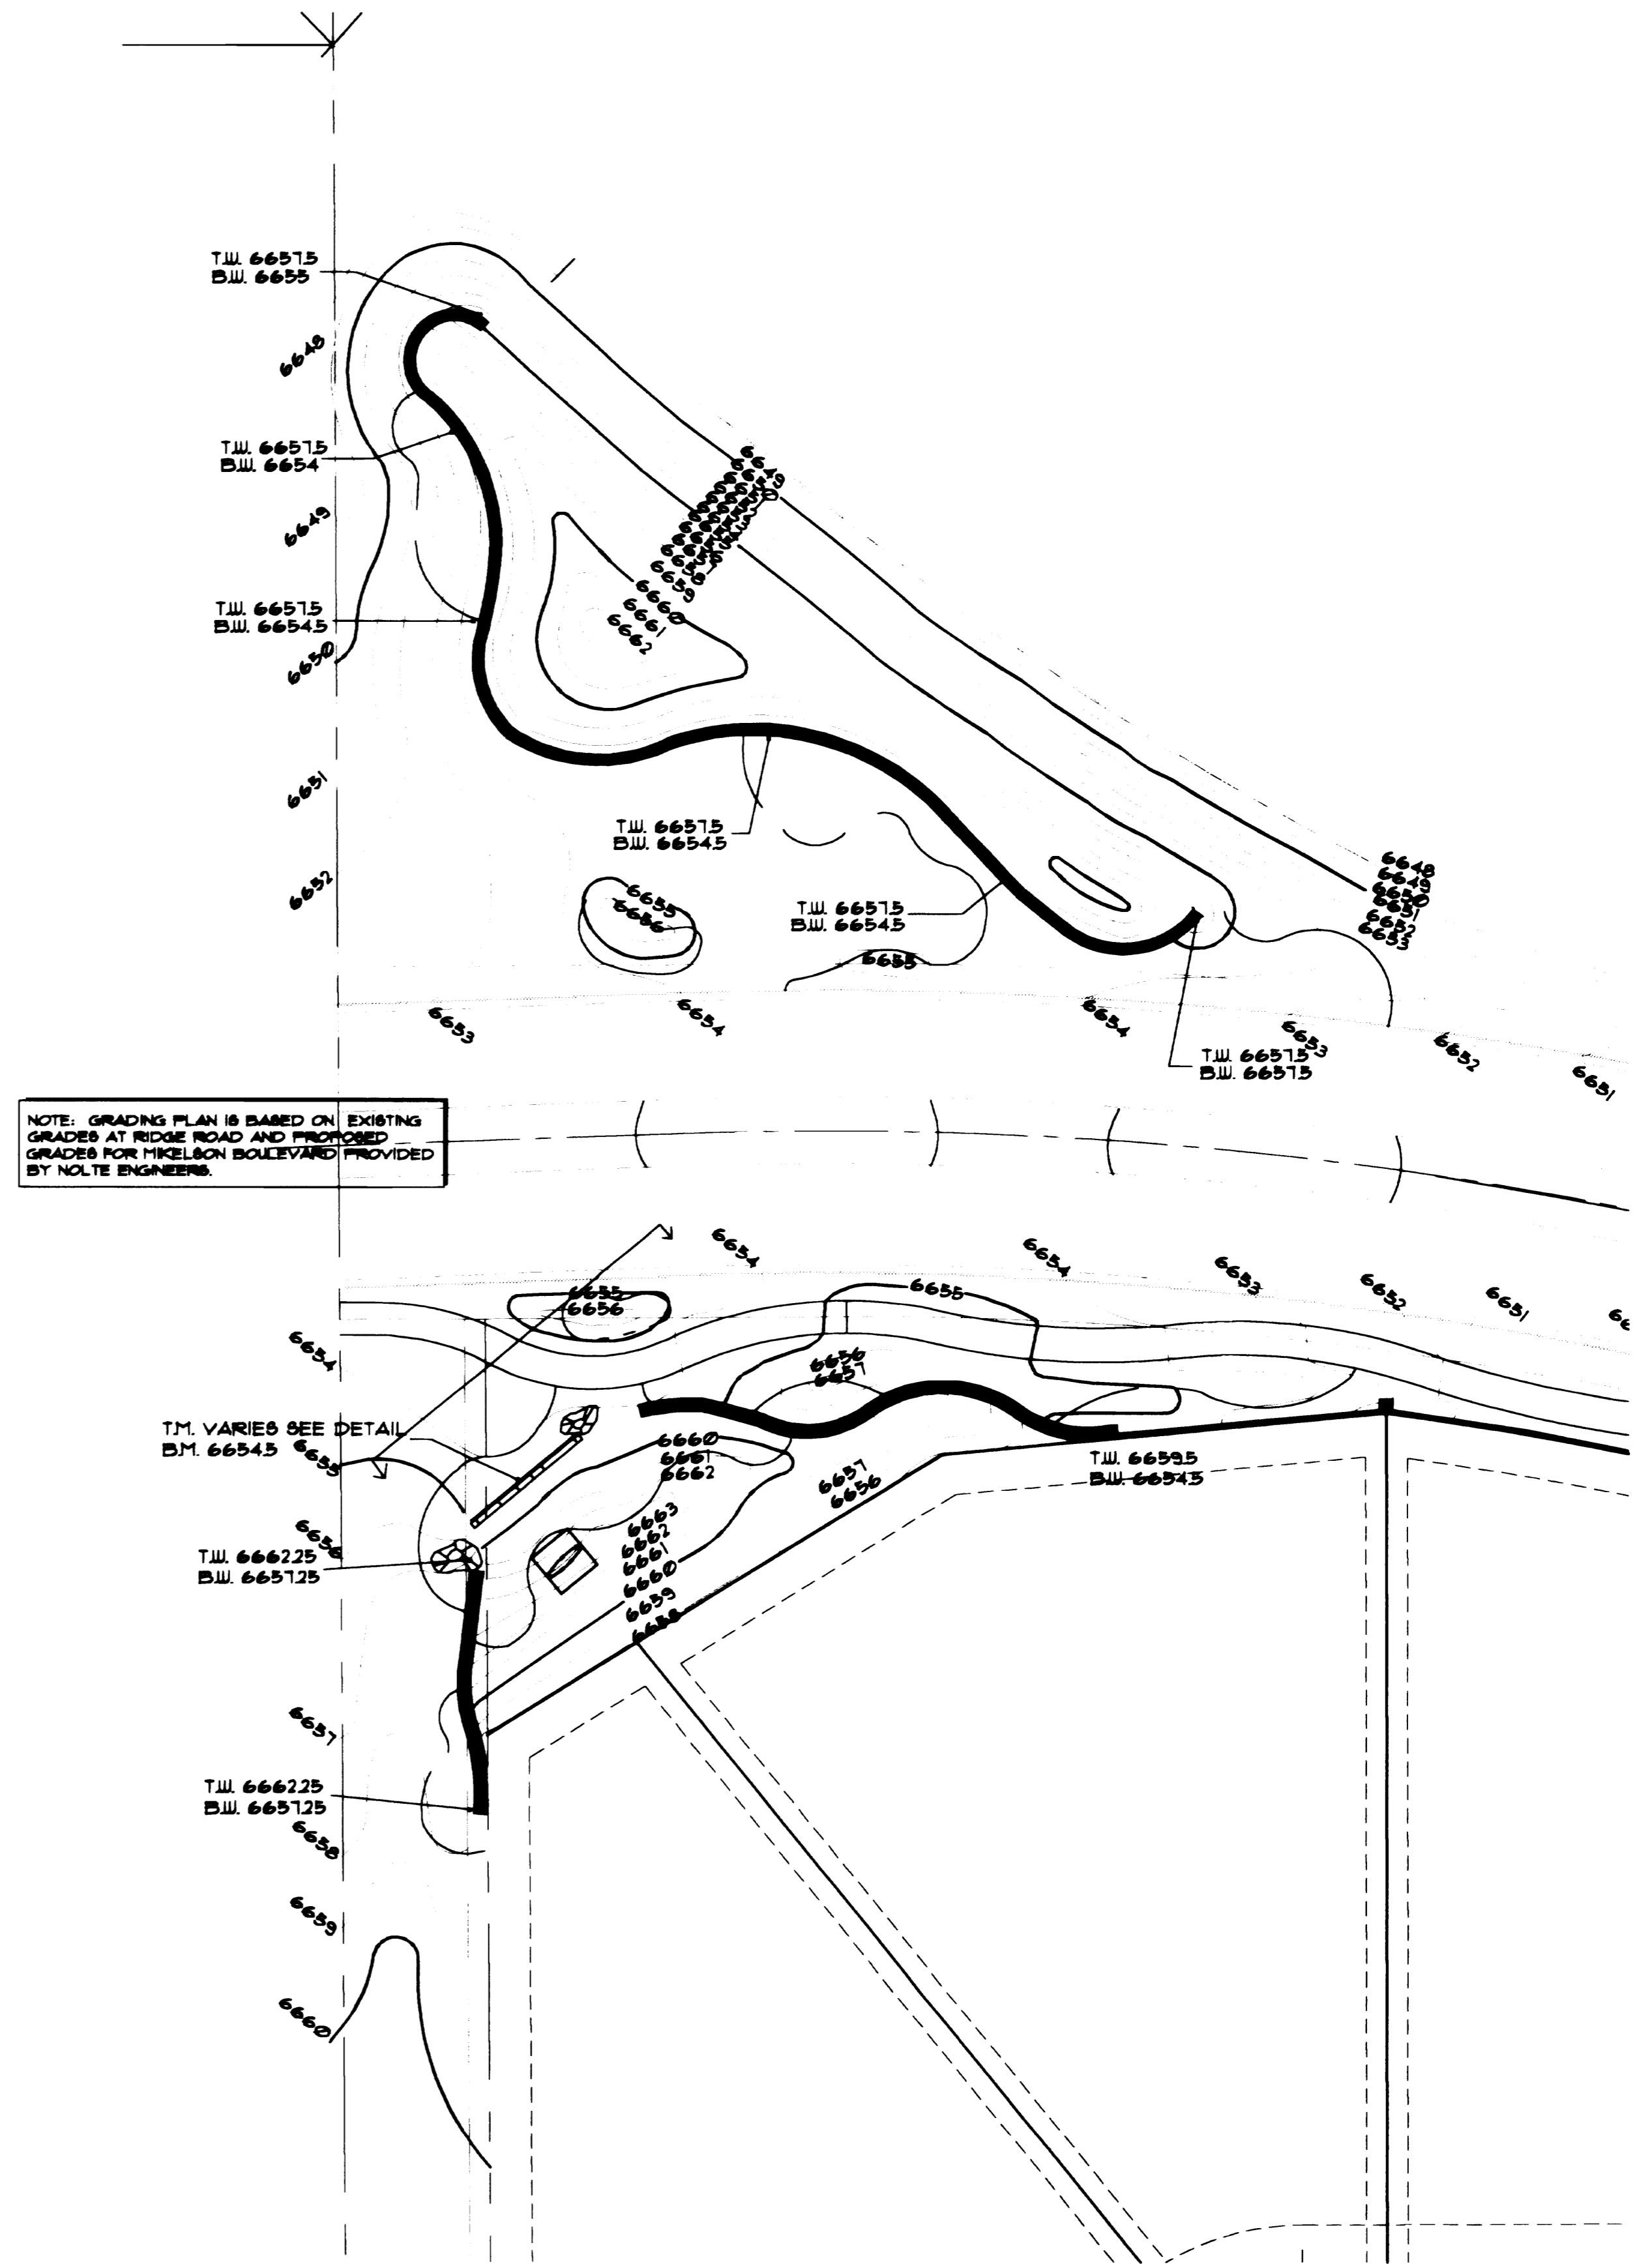 T.W. 6657.5
B.W. 6655
6648
T.W. 6657.5
B.W. 6654
6649
T.W. 6657.5
B.W. 6654.5
6650
6659
6660
6661
6662
6651
T.W. 6657.5
B.W. 6654.5
6652
6655
6656
T.W. 6657.5
B.W. 6654.5
6655
6648
6649
6650
6651
6652
6653
6653
6654
6654
6653
6652
6651
T.W. 6657.5
B.W. 6657.5
NOTE: GRADING PLAN IS BASED ON EXISTING
GRADES AT RIDGE ROAD AND PROPOSED
GRADES FOR MIKELSON BOULEVARD PROVIDED
BY NOLTE ENGINEERS.
6654
6654
6653
6652
6651
6655
6656
6655
6654
6656
6657
T.M. VARIES SEE DETAIL
B.M. 6654.5
6655
6660
6661
6662
6657
6656
T.W. 6659.5
B.W. 6654.5
6656
T.W. 6662.25
B.W. 6657.25
6663
6662
6661
6660
6659
6658
6657
T.W. 6662.25
B.W. 6657.25
6658
6659
6660